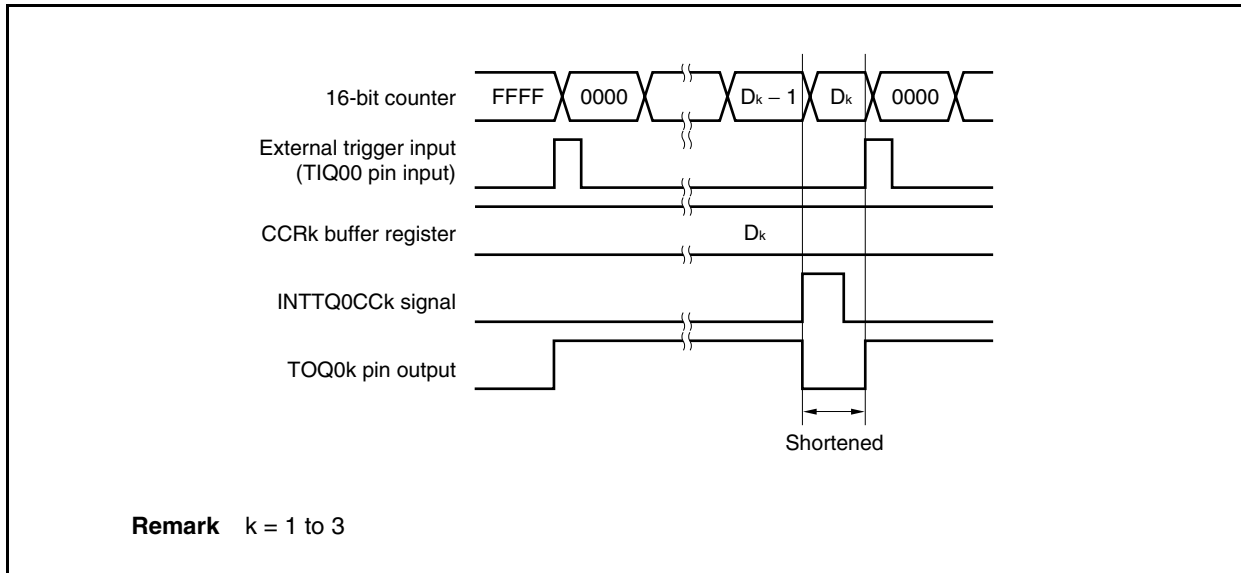 16-bit counter FFFF 0000 Dk − 1 Dk 0000
External trigger input
(TIQ00 pin input)
CCRk buffer register Dk
INTTQ0CCk signal
TOQ0k pin output
Shortened
Remark k = 1 to 3